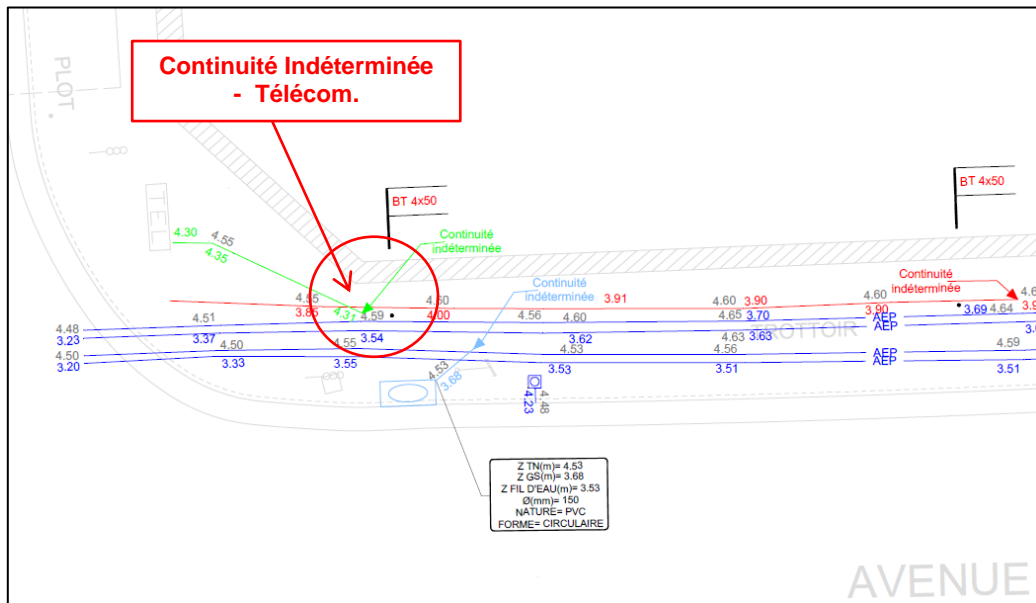 Continuité Indéterminée
- Télécom.
PLOT.
TEL
BT 4x50
BT 4x50
4.30
4.55
4.35
Continuité
indéterminée
Continuité
indéterminée
Continuité
indéterminée
4.55
4.60
3.91
4.60
3.90
4.60
3.85
4.31
4.59
4.00
4.56
4.60
4.65
3.70
3.90
AEP
AEP
3.69
4.64
4.48
4.51
3.23
3.37
3.54
3.62
4.63
3.63
TROTTOIR
4.50
4.50
4.55
4.53
4.56
AEP
AEP
4.59
3.20
3.33
3.55
4.53
3.68
3.53
3.51
3.51
4.23
4.48
Z TN(m)= 4.53
Z GS(m)= 3.68
Z FIL D'EAU(m)= 3.53
Ø(mm)= 150
NATURE= PVC
FORME= CIRCULAIRE
AVENUE